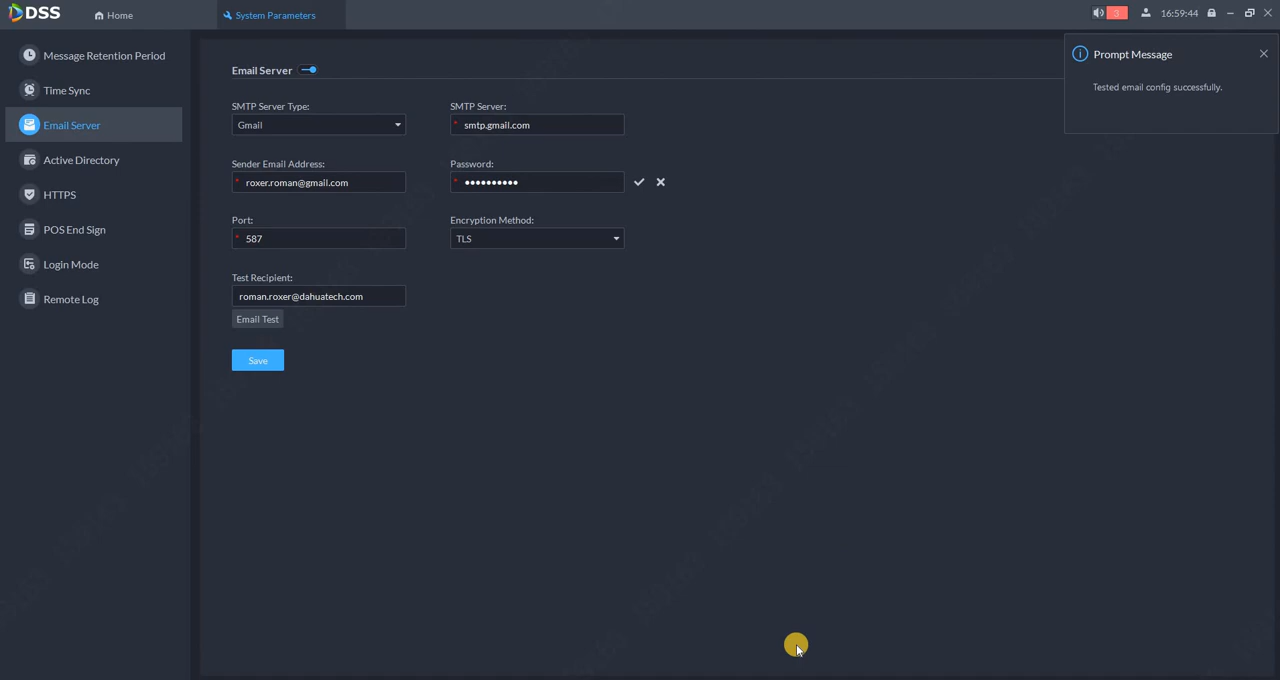 DSS
Home
System Parameters
3
16:59:44
Message Retention Period
Time Sync
Email Server
Active Directory
HTTPS
POS End Sign
Login Mode
Remote Log
Email Server
SMTP Server Type:
SMTP Server:
Gmail
* smtp.gmail.com
Sender Email Address:
Password:
* roxer.roman@gmail.com
* ••••••••••
Port:
Encryption Method:
* 587
TLS
Test Recipient:
roman.roxer@dahuatech.com
Email Test
Save
Prompt Message
Tested email config successfully.